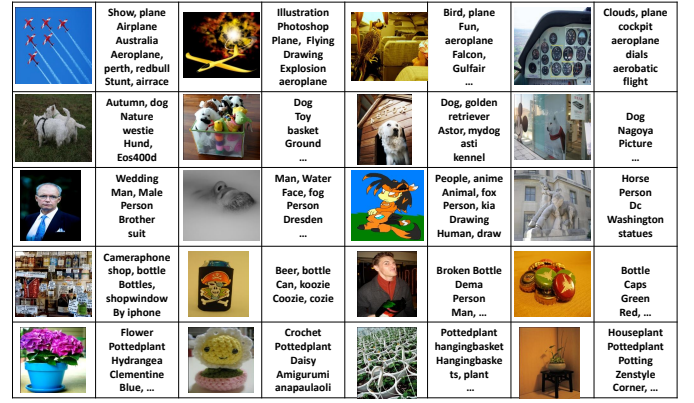 Show, plane
Airplane
Australia
Aeroplane,
perth, redbull
Stunt, airrace
Illustration
Photoshop
Plane, Flying
Drawing
Explosion
aeroplane
Bird, plane
Fun,
aeroplane
Falcon,
Gulfair
...
Clouds, plane
cockpit
aeroplane
dials
aerobatic
flight
Autumn, dog
Nature
westie
Hund,
Eos400d
Dog
Toy
basket
Ground
...
Dog, golden
retriever
Astor, mydog
asti
kennel
Dog
Nagoya
Picture
...
Wedding
Man, Male
Person
Brother
suit
Man, Water
Face, fog
Person
Dresden
...
People, anime
Animal, fox
Person, kia
Drawing
Human, draw
Horse
Person
Dc
Washington
statues
Cameraphone
shop, bottle
Bottles,
shopwindow
By iphone
Beer, bottle
Can, koozie
Coozie, cozie
Broken Bottle
Dema
Person
Man, ...
Bottle
Caps
Green
Red, ...
Flower
Pottedplant
Hydrangea
Clementine
Blue, ...
Crochet
Pottedplant
Daisy
Amigurumi
anapaulaoli
Pottedplant
hangingbasket
Hangingbaske
ts, plant
...
Houseplant
Pottedplant
Potting
Zenstyle
Corner, ...